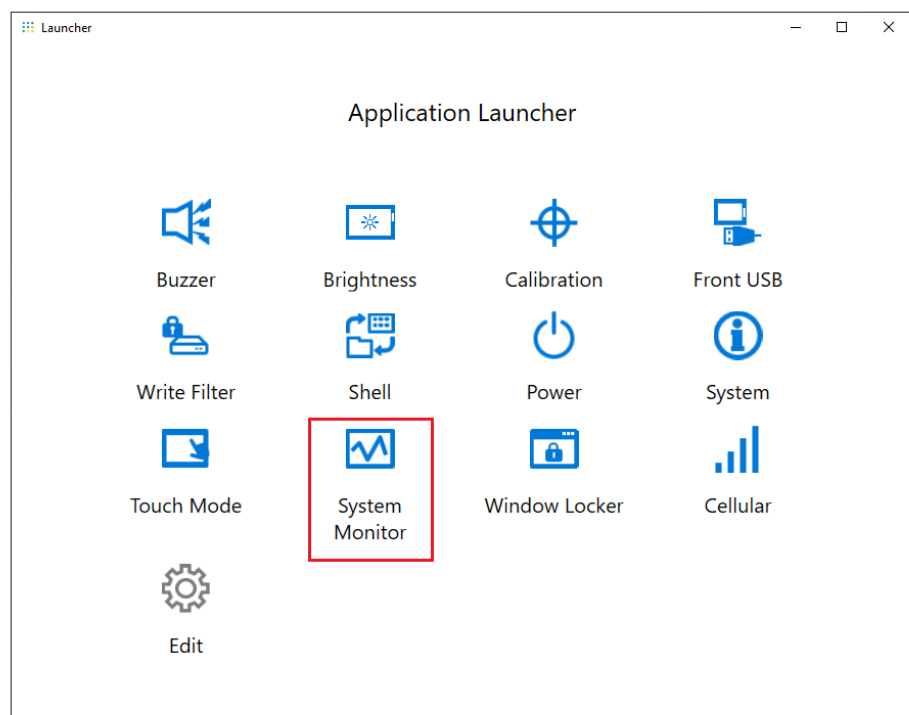 Launcher
Application Launcher
Buzzer
Brightness
Calibration
Front USB
Write Filter
Shell
Power
System
Touch Mode
System
Monitor
Window Locker
Cellular
Edit